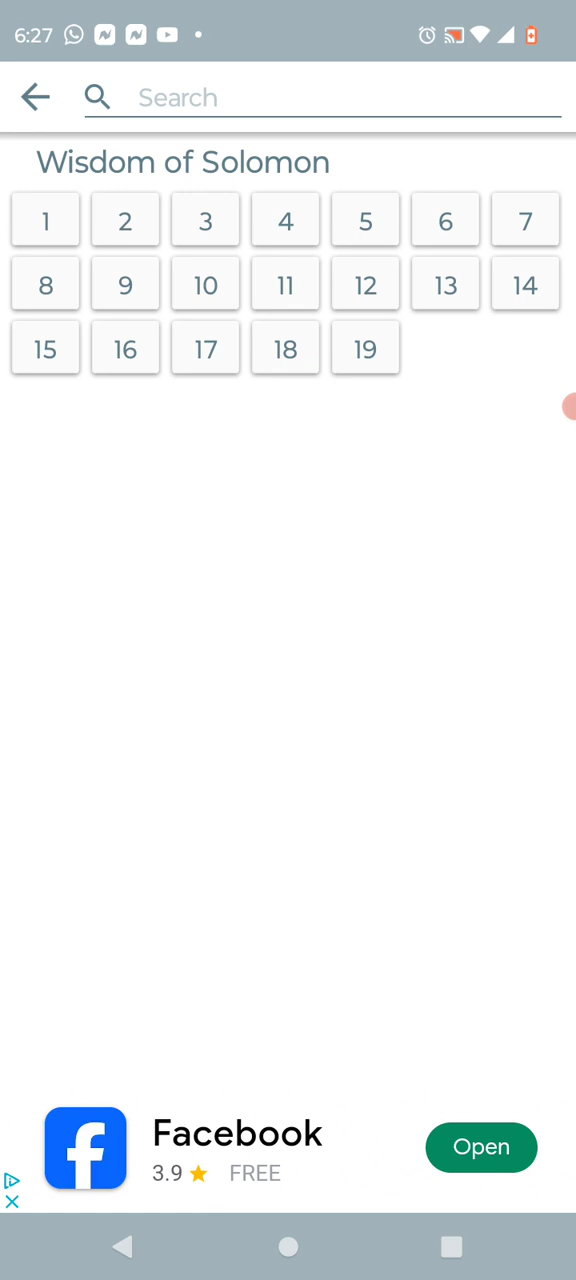 6:27
Search
Wisdom of Solomon
1 2 3 4 5 6 7
8 9 10 11 12 13 14
15 16 17 18 19
Facebook
3.9 FREE
Open